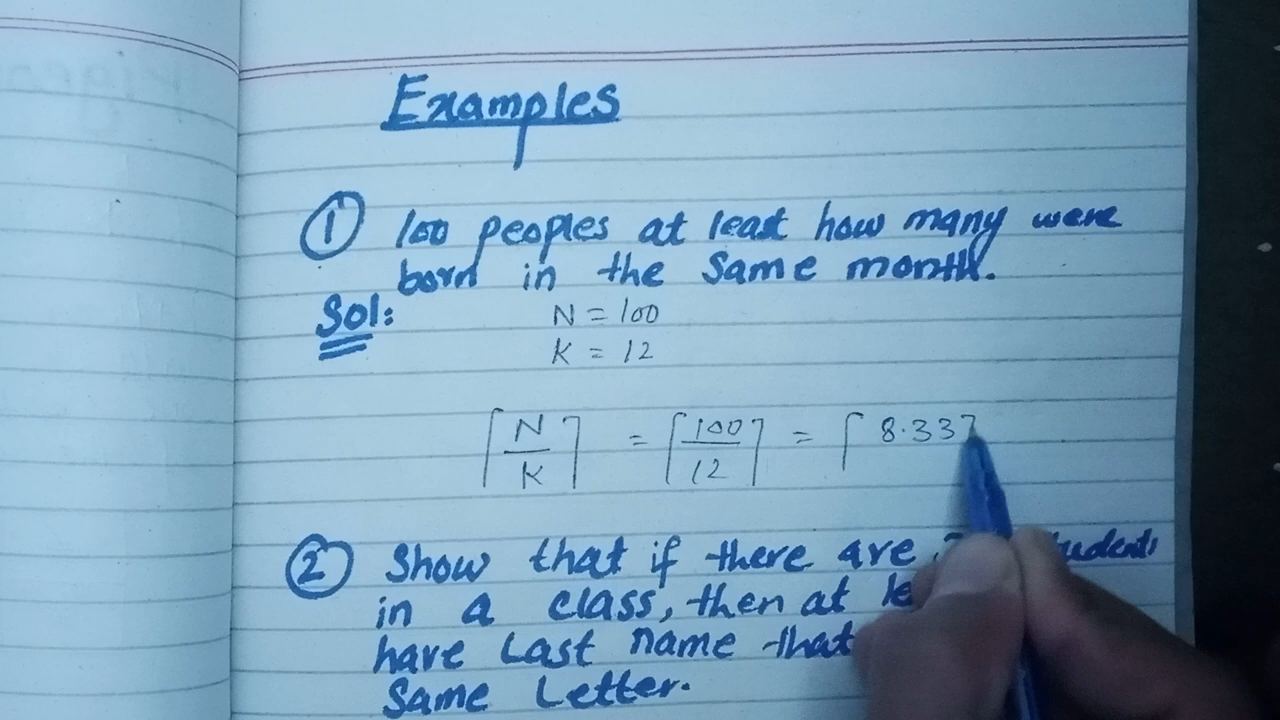 Examples
① 100 peoples at least how many were
born in the same month.
Sol:
N = 100
K = 12
⌈N/K⌉ = ⌈100/12⌉ = ⌈8.33⌉
② Show that if there are
in a class, then at
have Last name that
Same Letter.